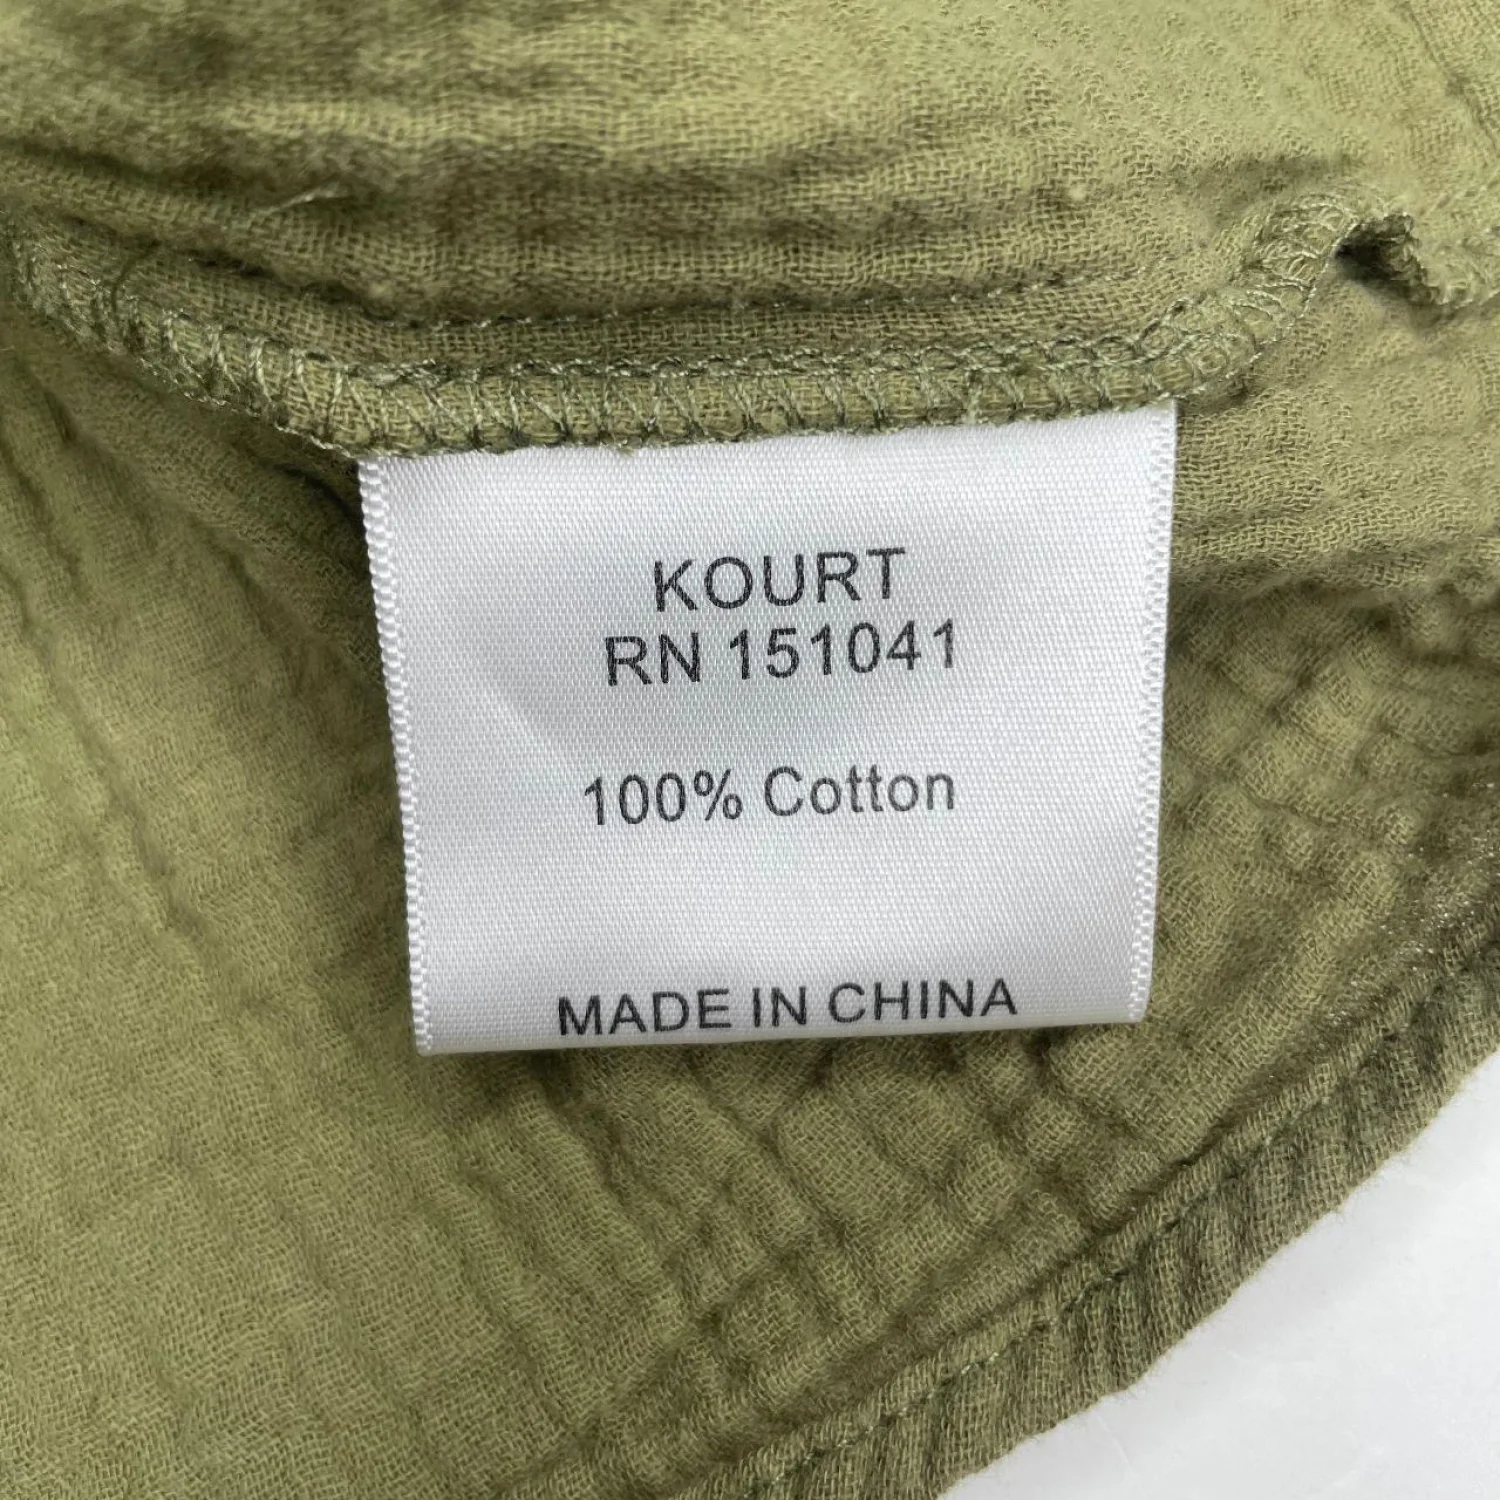 KOURT
RN 151041
100% Cotton
MADE IN CHINA